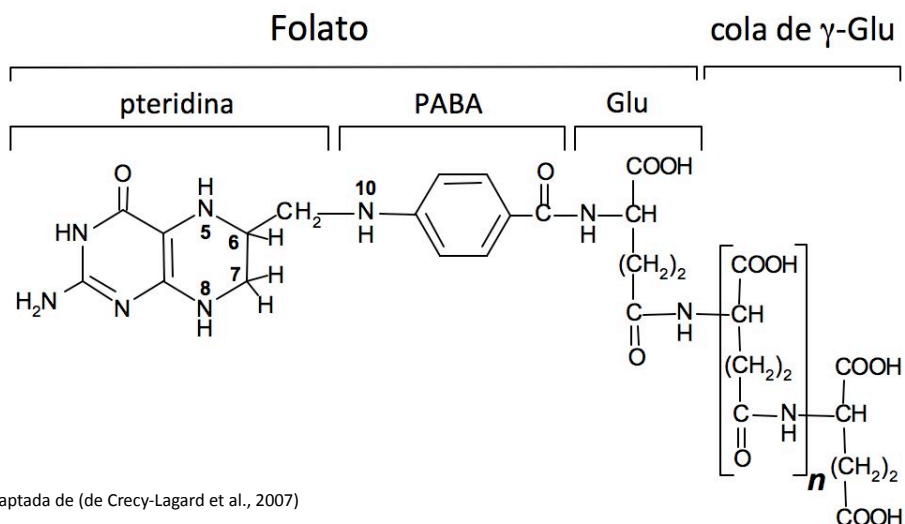 Folato cola de γ-Glu
pteridina PABA Glu
O H 10 O COOH
HN N 5 6 H CH2 N H C N H CH
7 H H 8 N H
H2N N
(CH2)2 COOH
C N H CH
O
(CH2)2 COOH
C N H CH
O n (CH2)2
COOH
aptada de (de Crecy-Lagard et al., 2007)